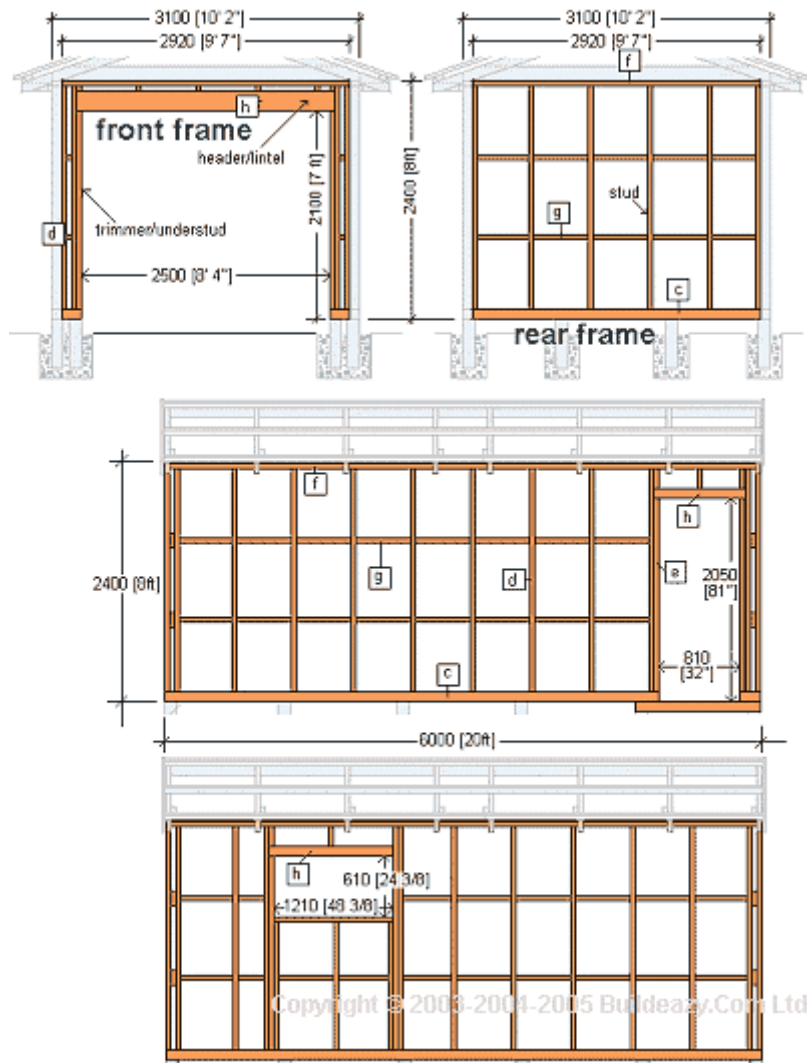 3100 (10' 2") 3100 (10' 2")
2920 (9' 7") 2920 (9' 7")
f
h
front frame
header/lintel
2100 [7 ft]
2400 [8ft]
stud
g
d
trimmer/understud
2500 [8' 4"]
c
rear frame
f
h
g
d
e
2050
[81"]
2400 [9ft]
810
[32"]
c
6000 [20ft]
h
610 [24 3/8]
1210 [48 3/8]
Copyright © 2003-2004-2005 Buildeazy.Com Ltd